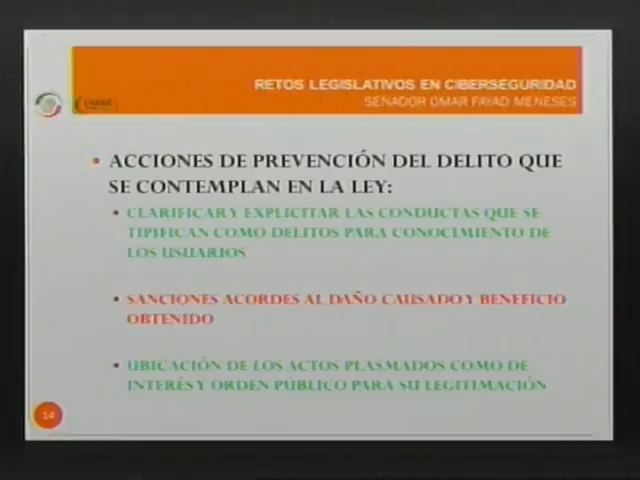 RETOS LEGISLATIVOS EN CIBERSEGURIDAD
SENADOR OMAR FAYAD MENESES
• ACCIONES DE PREVENCIÓN DEL DELITO QUE
SE CONTEMPLAN EN LA LEY:
• CLARIFICAR Y EXPLICITAR LAS CONDUCTAS QUE SE
TIPIFICAN COMO DELITOS PARA CONOCIMIENTO DE
LOS USUARIOS
• SANCIONES ACORDES AL DAÑO CAUSADO Y BENEFICIO
OBTENIDO
• UBICACIÓN DE LOS ACTOS PLASMADOS COMO DE
INTERÉS Y ORDEN PÚBLICO PARA SU LEGITIMACIÓN
14